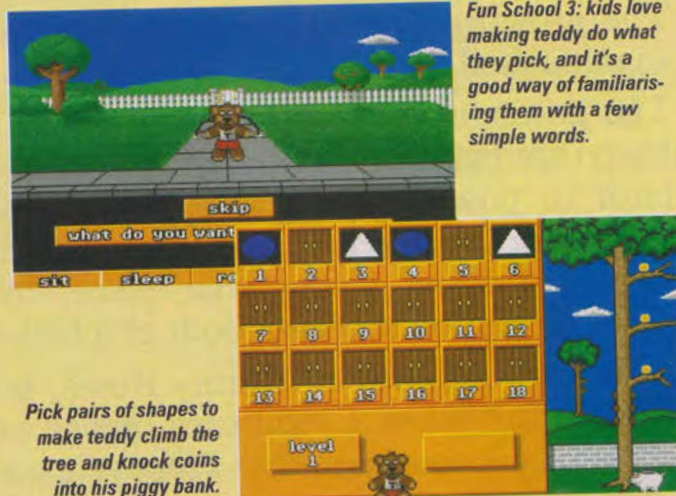 Fun School 3: kids love
making teddy do what
they pick, and it's a
good way of familiaris-
ing them with a few
simple words.
skip
what do you want
sit sleep re
1 2 3 4 5 6
7 8 9 10 11 12
13 14 15 16 17 18
level
1
Pick pairs of shapes to
make teddy climb the
tree and knock coins
into his piggy bank.